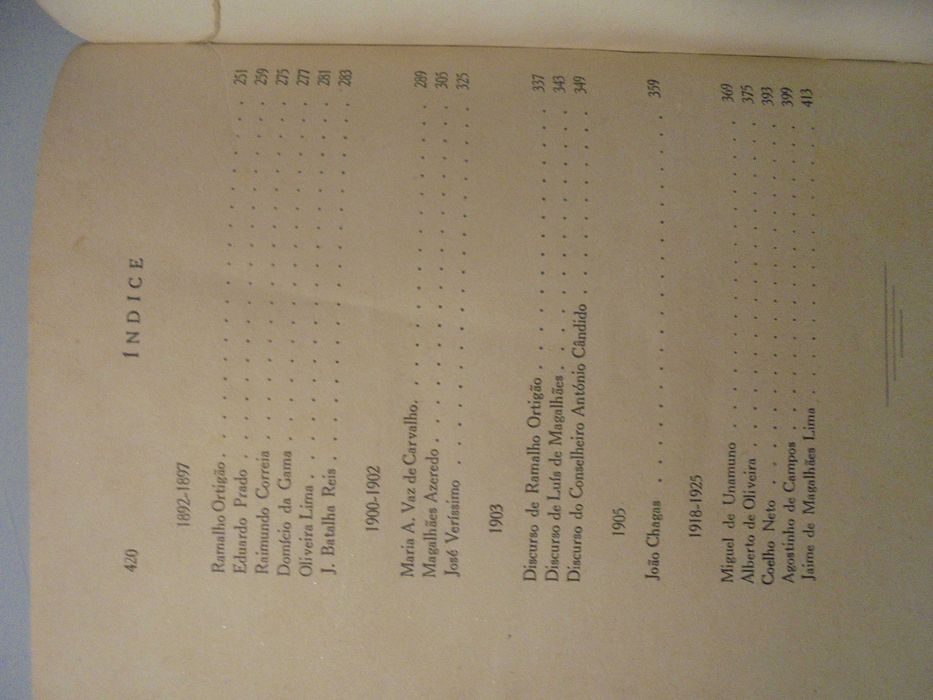 420 ÍNDICE
1892-1897
Ramalho Ortigão . . . . . . . . . . . . . . . . . . 251
Eduardo Prado . . . . . . . . . . . . . . . . . . 259
Raimundo Correia . . . . . . . . . . . . . . . . . 275
Domício da Gama . . . . . . . . . . . . . . . . . 277
Oliveira Lima . . . . . . . . . . . . . . . . . . . 281
J. Batalha Reis . . . . . . . . . . . . . . . . . . 283
1900-1902
Maria A. Vaz de Carvalho. . . . . . . . . . . . . . . 289
Magalhães Azeredo . . . . . . . . . . . . . . . . . 305
José Veríssimo . . . . . . . . . . . . . . . . . . 325
1903
Discurso de Ramalho Ortigão . . . . . . . . . . . . . 337
Discurso de Luís de Magalhães . . . . . . . . . . . . . 343
Discurso do Conselheiro António Cândido . . . . . . . . . 349
1905
João Chagas . . . . . . . . . . . . . . . . . . . 359
1918-1925
Miguel de Unamuno . . . . . . . . . . . . . . . . 369
Alberto de Oliveira . . . . . . . . . . . . . . . . . 375
Coelho Neto . . . . . . . . . . . . . . . . . . . 393
Agostinho de Campos . . . . . . . . . . . . . . . . 399
Jaime de Magalhães Lima . . . . . . . . . . . . . . . 413